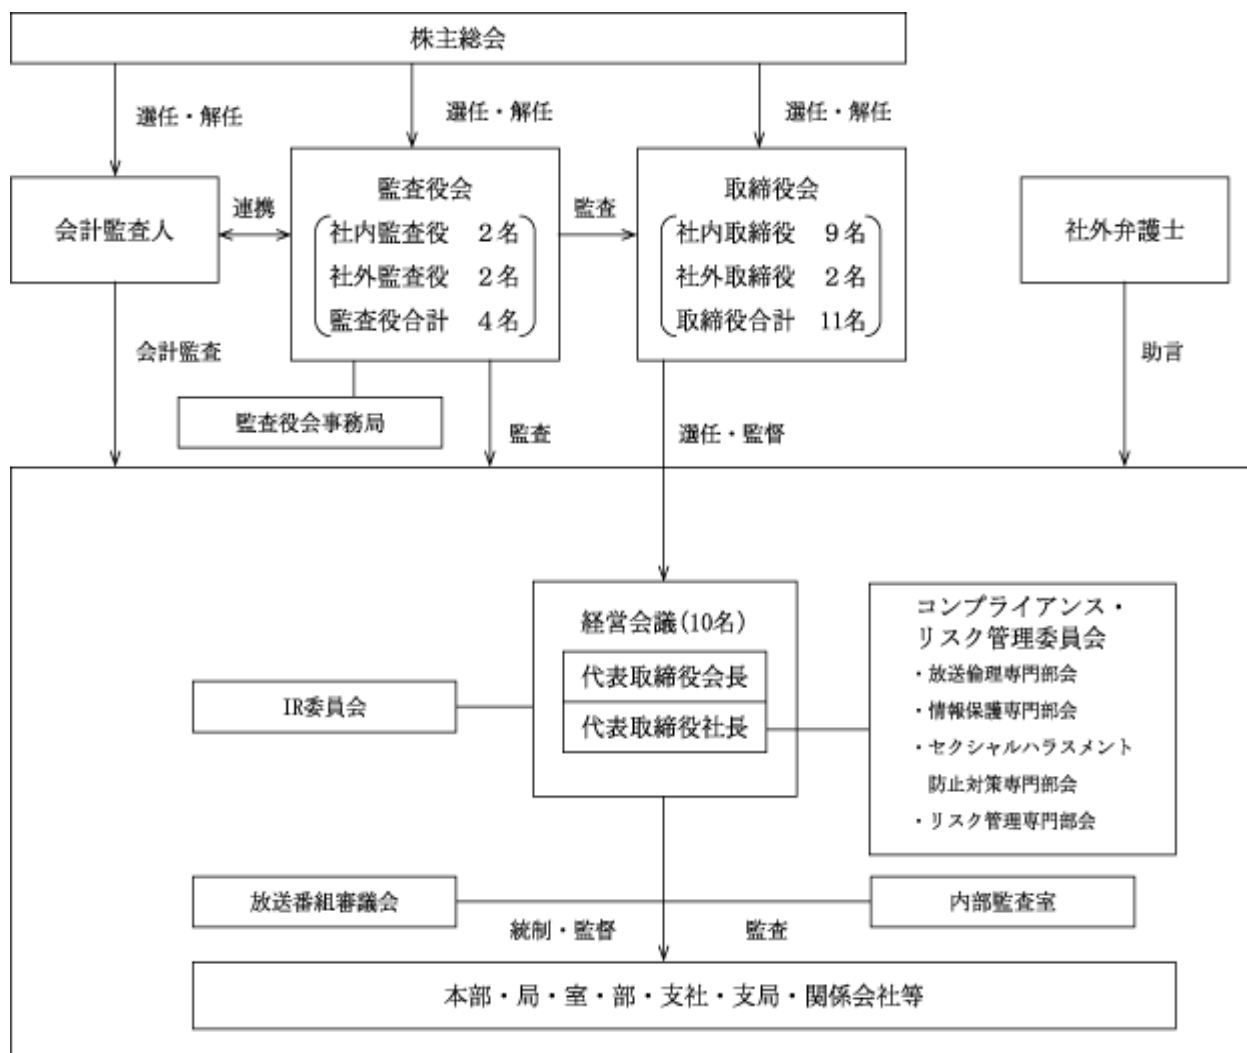 株主総会
選任・解任
選任・解任
選任・解任
会計監査人
連携
監査役会
社内監査役　２名
社外監査役　２名
監査役合計　４名
監査
取締役会
社内取締役　９名
社外取締役　２名
取締役合計　11名
社外弁護士
会計監査
監査役会事務局
監査
選任・監督
助言
経営会議(10名)
代表取締役会長
代表取締役社長
IR委員会
コンプライアンス・
リスク管理委員会
・放送倫理専門部会
・情報保護専門部会
・セクシャルハラスメント
防止対策専門部会
・リスク管理専門部会
放送番組審議会
内部監査室
統制・監督
監査
本部・局・室・部・支社・支局・関係会社等